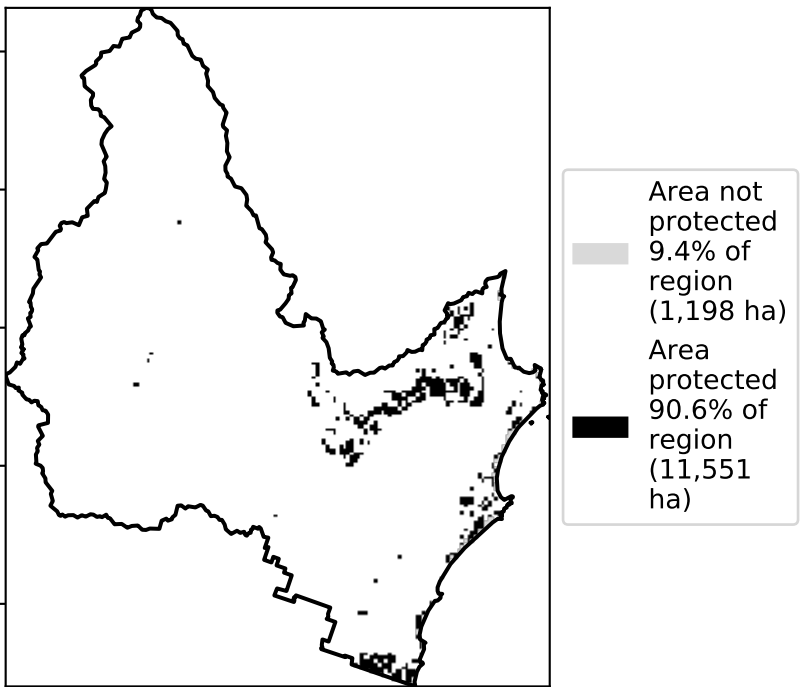 Area not
protected
9.4% of
region
(1,198 ha)
Area
protected
90.6% of
region
(11,551
ha)